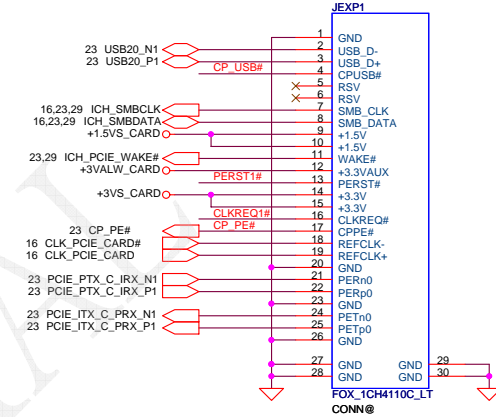 JEXP1
1 GND
23 USB20_N1 2 USB_D-
23 USB20_P1 3 USB_D+
CP_USB# 4 CPUSB#
5 RSV
6 RSV
16,23,29 ICH_SMBCLK 7 SMB_CLK
16,23,29 ICH_SMBDATA 8 SMB_DATA
+1.5VS_CARD 9 +1.5V
10 +1.5V
23,29 ICH_PCIE_WAKE# 11 WAKE#
+3VALW_CARD 12 +3.3VAUX
PERST1# 13 PERST#
+3VS_CARD 14 +3.3V
15 +3.3V
CLKREQ1# 16 CLKREQ#
23 CP_PE# CP_PE# 17 CPPE#
16 CLK_PCIE_CARD# 18 REFCLK-
16 CLK_PCIE_CARD 19 REFCLK+
20 GND
23 PCIE_PTX_C_IRX_N1 21 PERn0
23 PCIE_PTX_C_IRX_P1 22 PERp0
23 GND
23 PCIE_ITX_C_PRX_N1 24 PETn0
23 PCIE_ITX_C_PRX_P1 25 PETp0
26 GND
27 GND GND 29
28 GND GND 30
FOX_1CH4110C_LT
CONN@